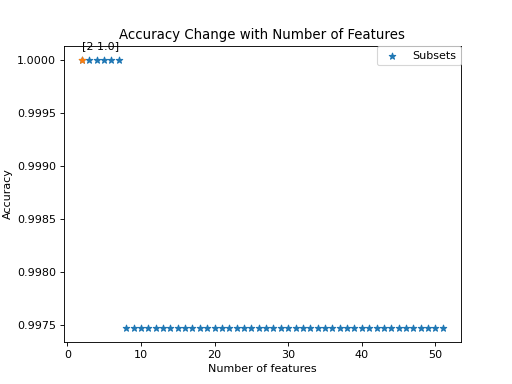 Accuracy Change with Number of Features
[2 1.0]
Subsets
1.0000
0.9995
0.9990
0.9985
0.9980
0.9975
Accuracy
0 10 20 30 40 50
Number of features